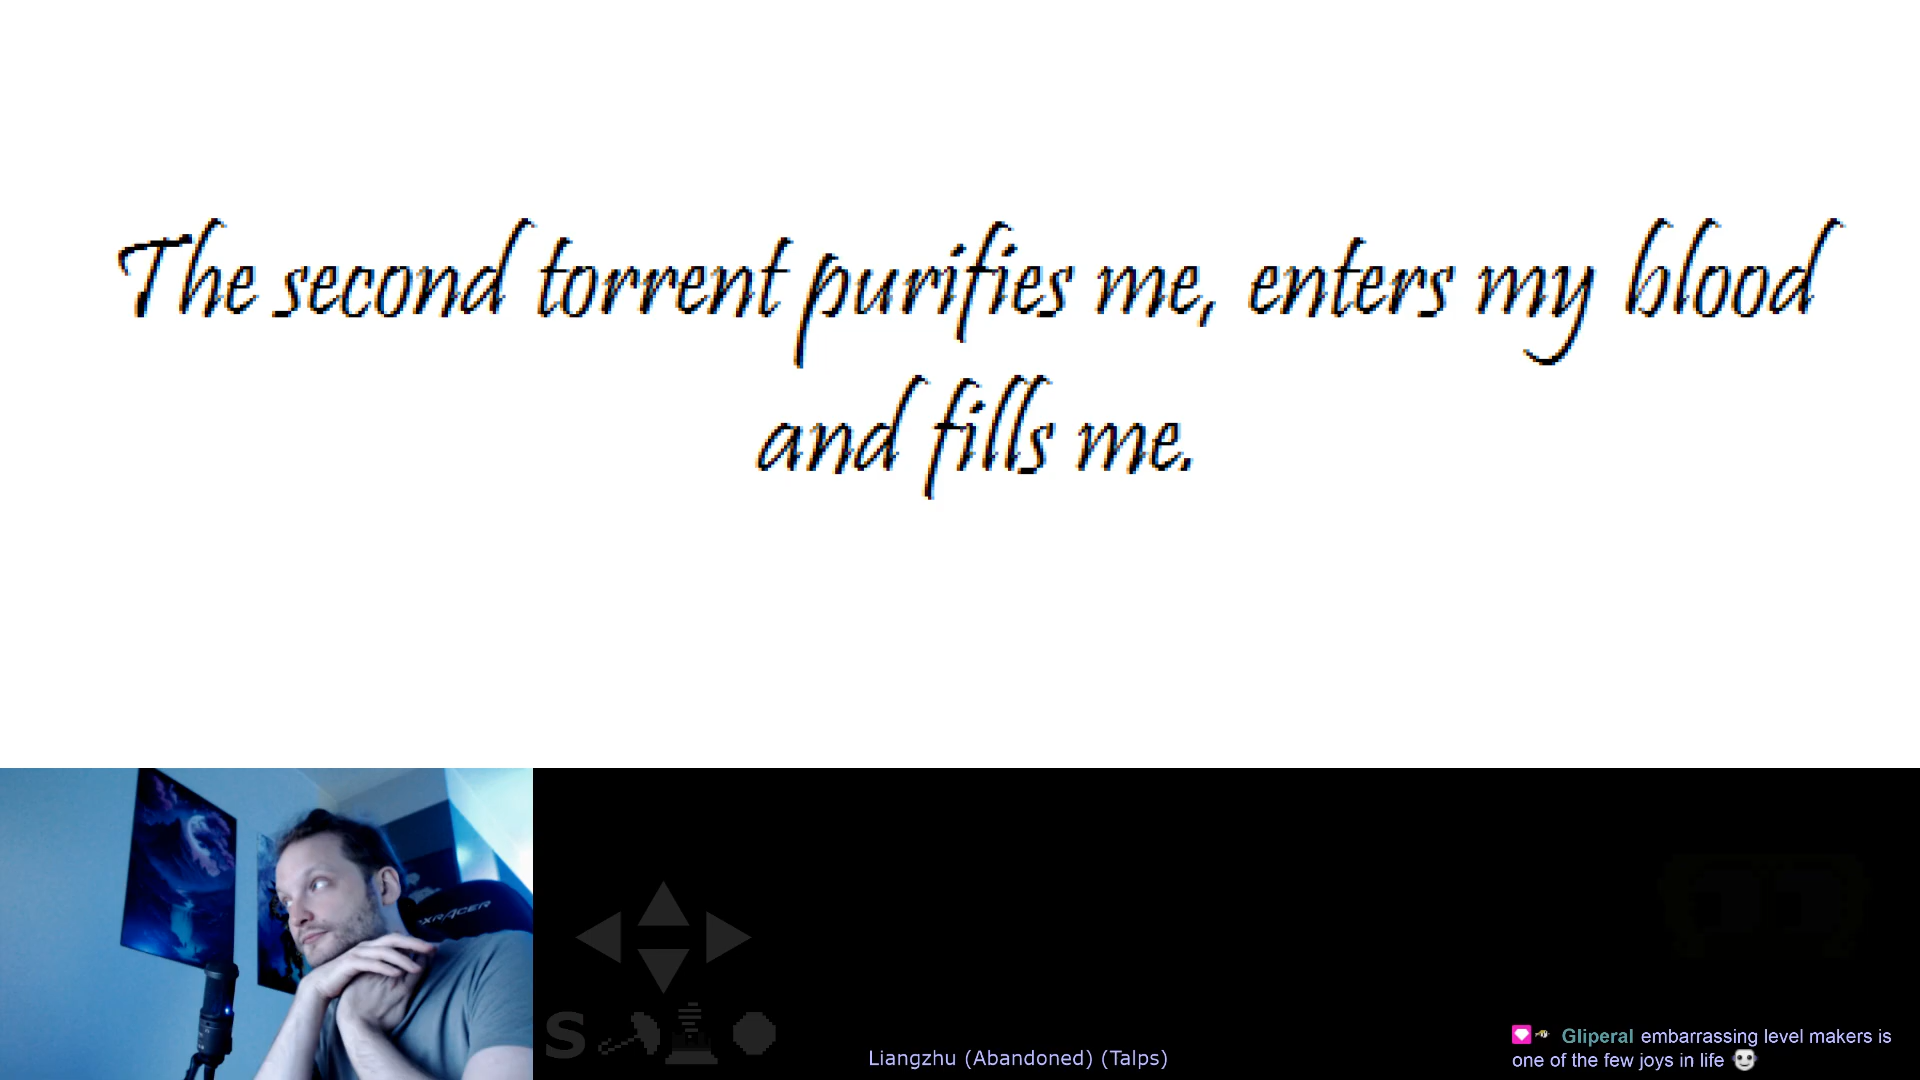 The second torrent purifies me, enters my blood
and fills me.
XRACER
S
Liangzhu (Abandoned) (Talps)
Gliperal embarrassing level makers is
one of the few joys in life